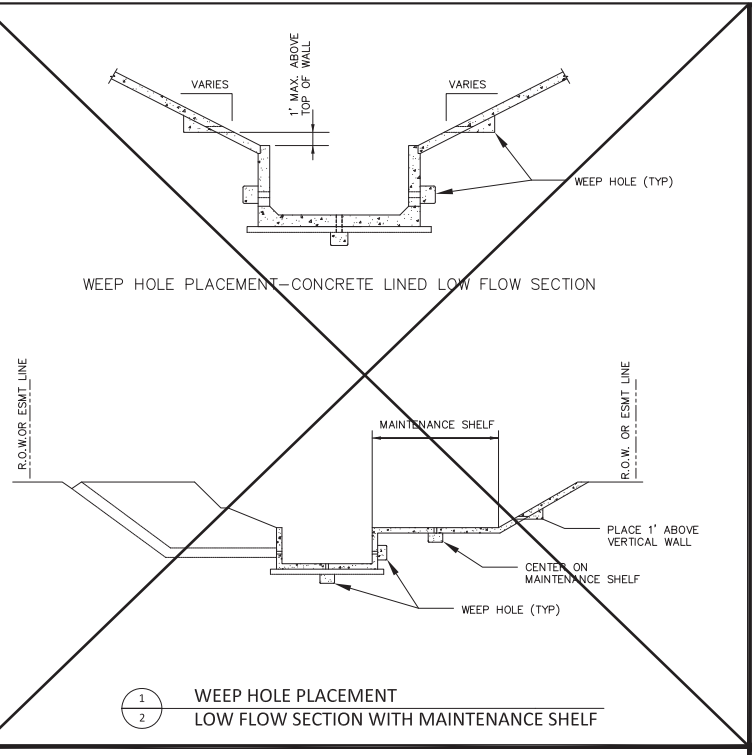 1' MAX. ABOVE
TOP OF WALL
VARIES
VARIES
WEEP HOLE (TYP)
WEEP HOLE PLACEMENT-CONCRETE LINED LOW FLOW SECTION
R.O.W.OR ESMT LINE
R.O.W. OR ESMT LINE
MAINTENANCE SHELF
PLACE 1' ABOVE
VERTICAL WALL
CENTER ON
MAINTENANCE SHELF
WEEP HOLE (TYP)
1
2
WEEP HOLE PLACEMENT
LOW FLOW SECTION WITH MAINTENANCE SHELF